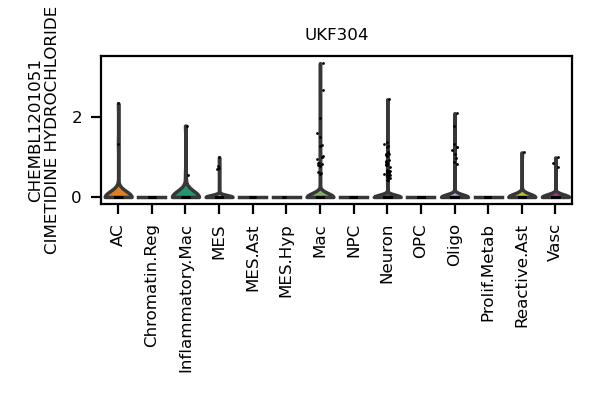 UKF304
CHEMBL1201051
CIMETIDINE HYDROCHLORIDE
2
0
AC
Chromatin.Reg
Inflammatory.Mac
MES
MES.Ast
MES.Hyp
Mac
NPC
Neuron
OPC
Oligo
Prolif.Metab
Reactive.Ast
Vasc